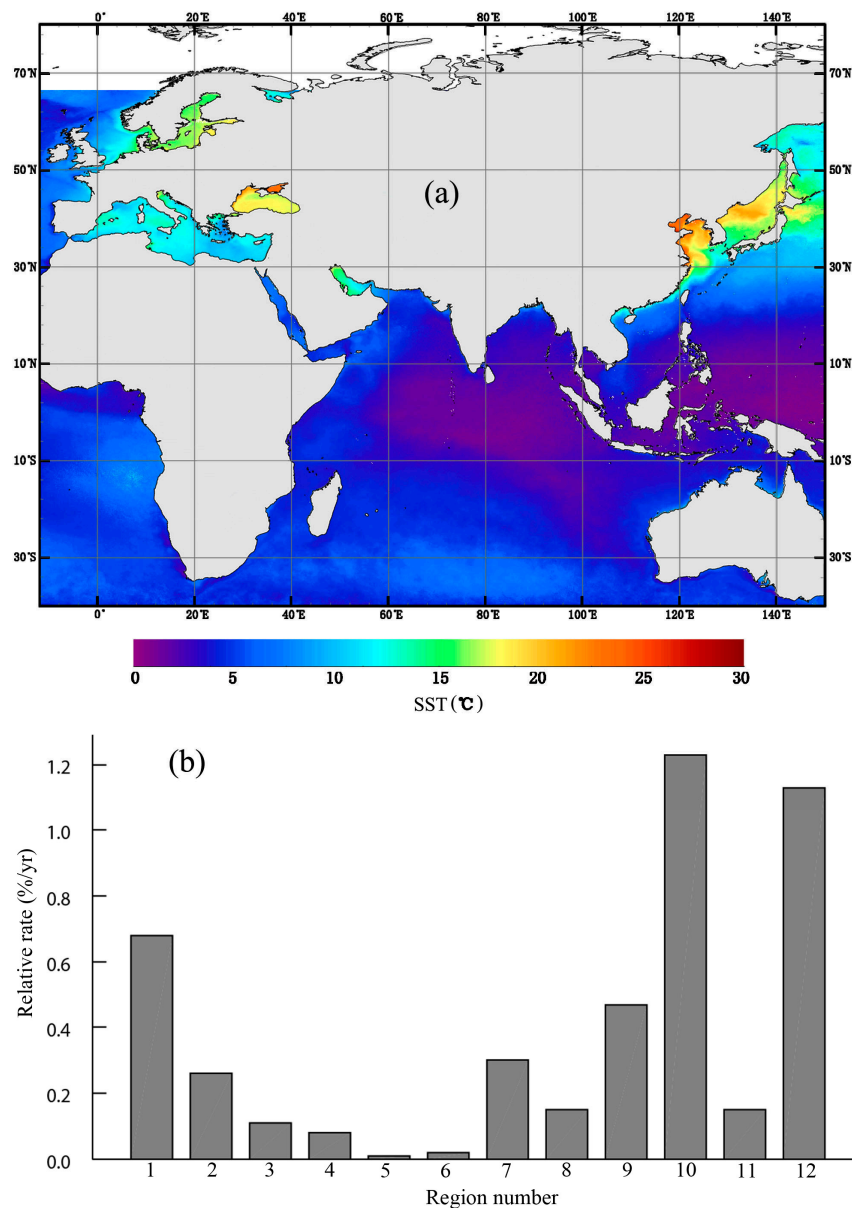 0° 20°E 40°E 60°E 80°E 100°E 120°E 140°E
70°N 70°N
50°N 50°N
(a)
30°N 30°N
10°N 10°N
10°S 10°S
30°S 30°S
0° 20°E 40°E 60°E 80°E 100°E 120°E 140°E
0 5 10 15 20 25 30
SST(℃)
(b)
1.2
1.0
0.8
0.6
0.4
0.2
0.0
Relative rate (%/yr)
1 2 3 4 5 6 7 8 9 10 11 12
Region number